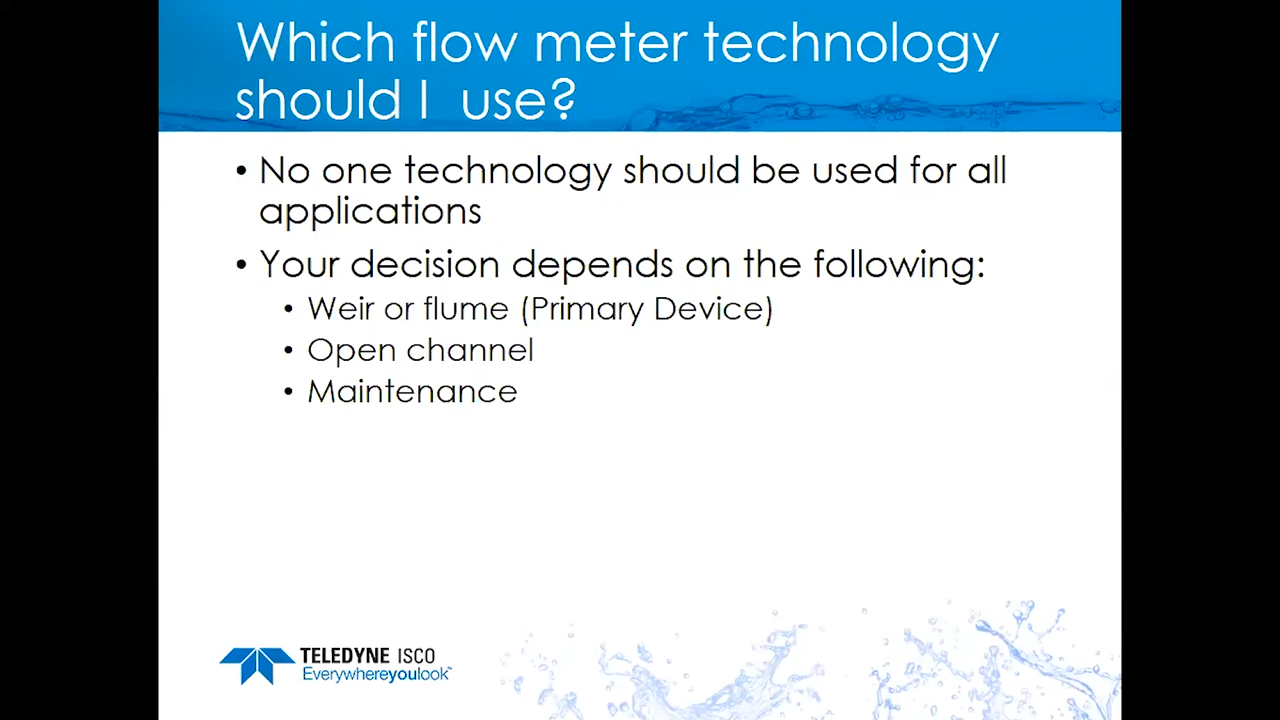 Which flow meter technology
should I  use?
• No one technology should be used for all
applications
• Your decision depends on the following:
• Weir or flume (Primary Device)
• Open channel
• Maintenance
TELEDYNE ISCO
Everywhereyoulook™